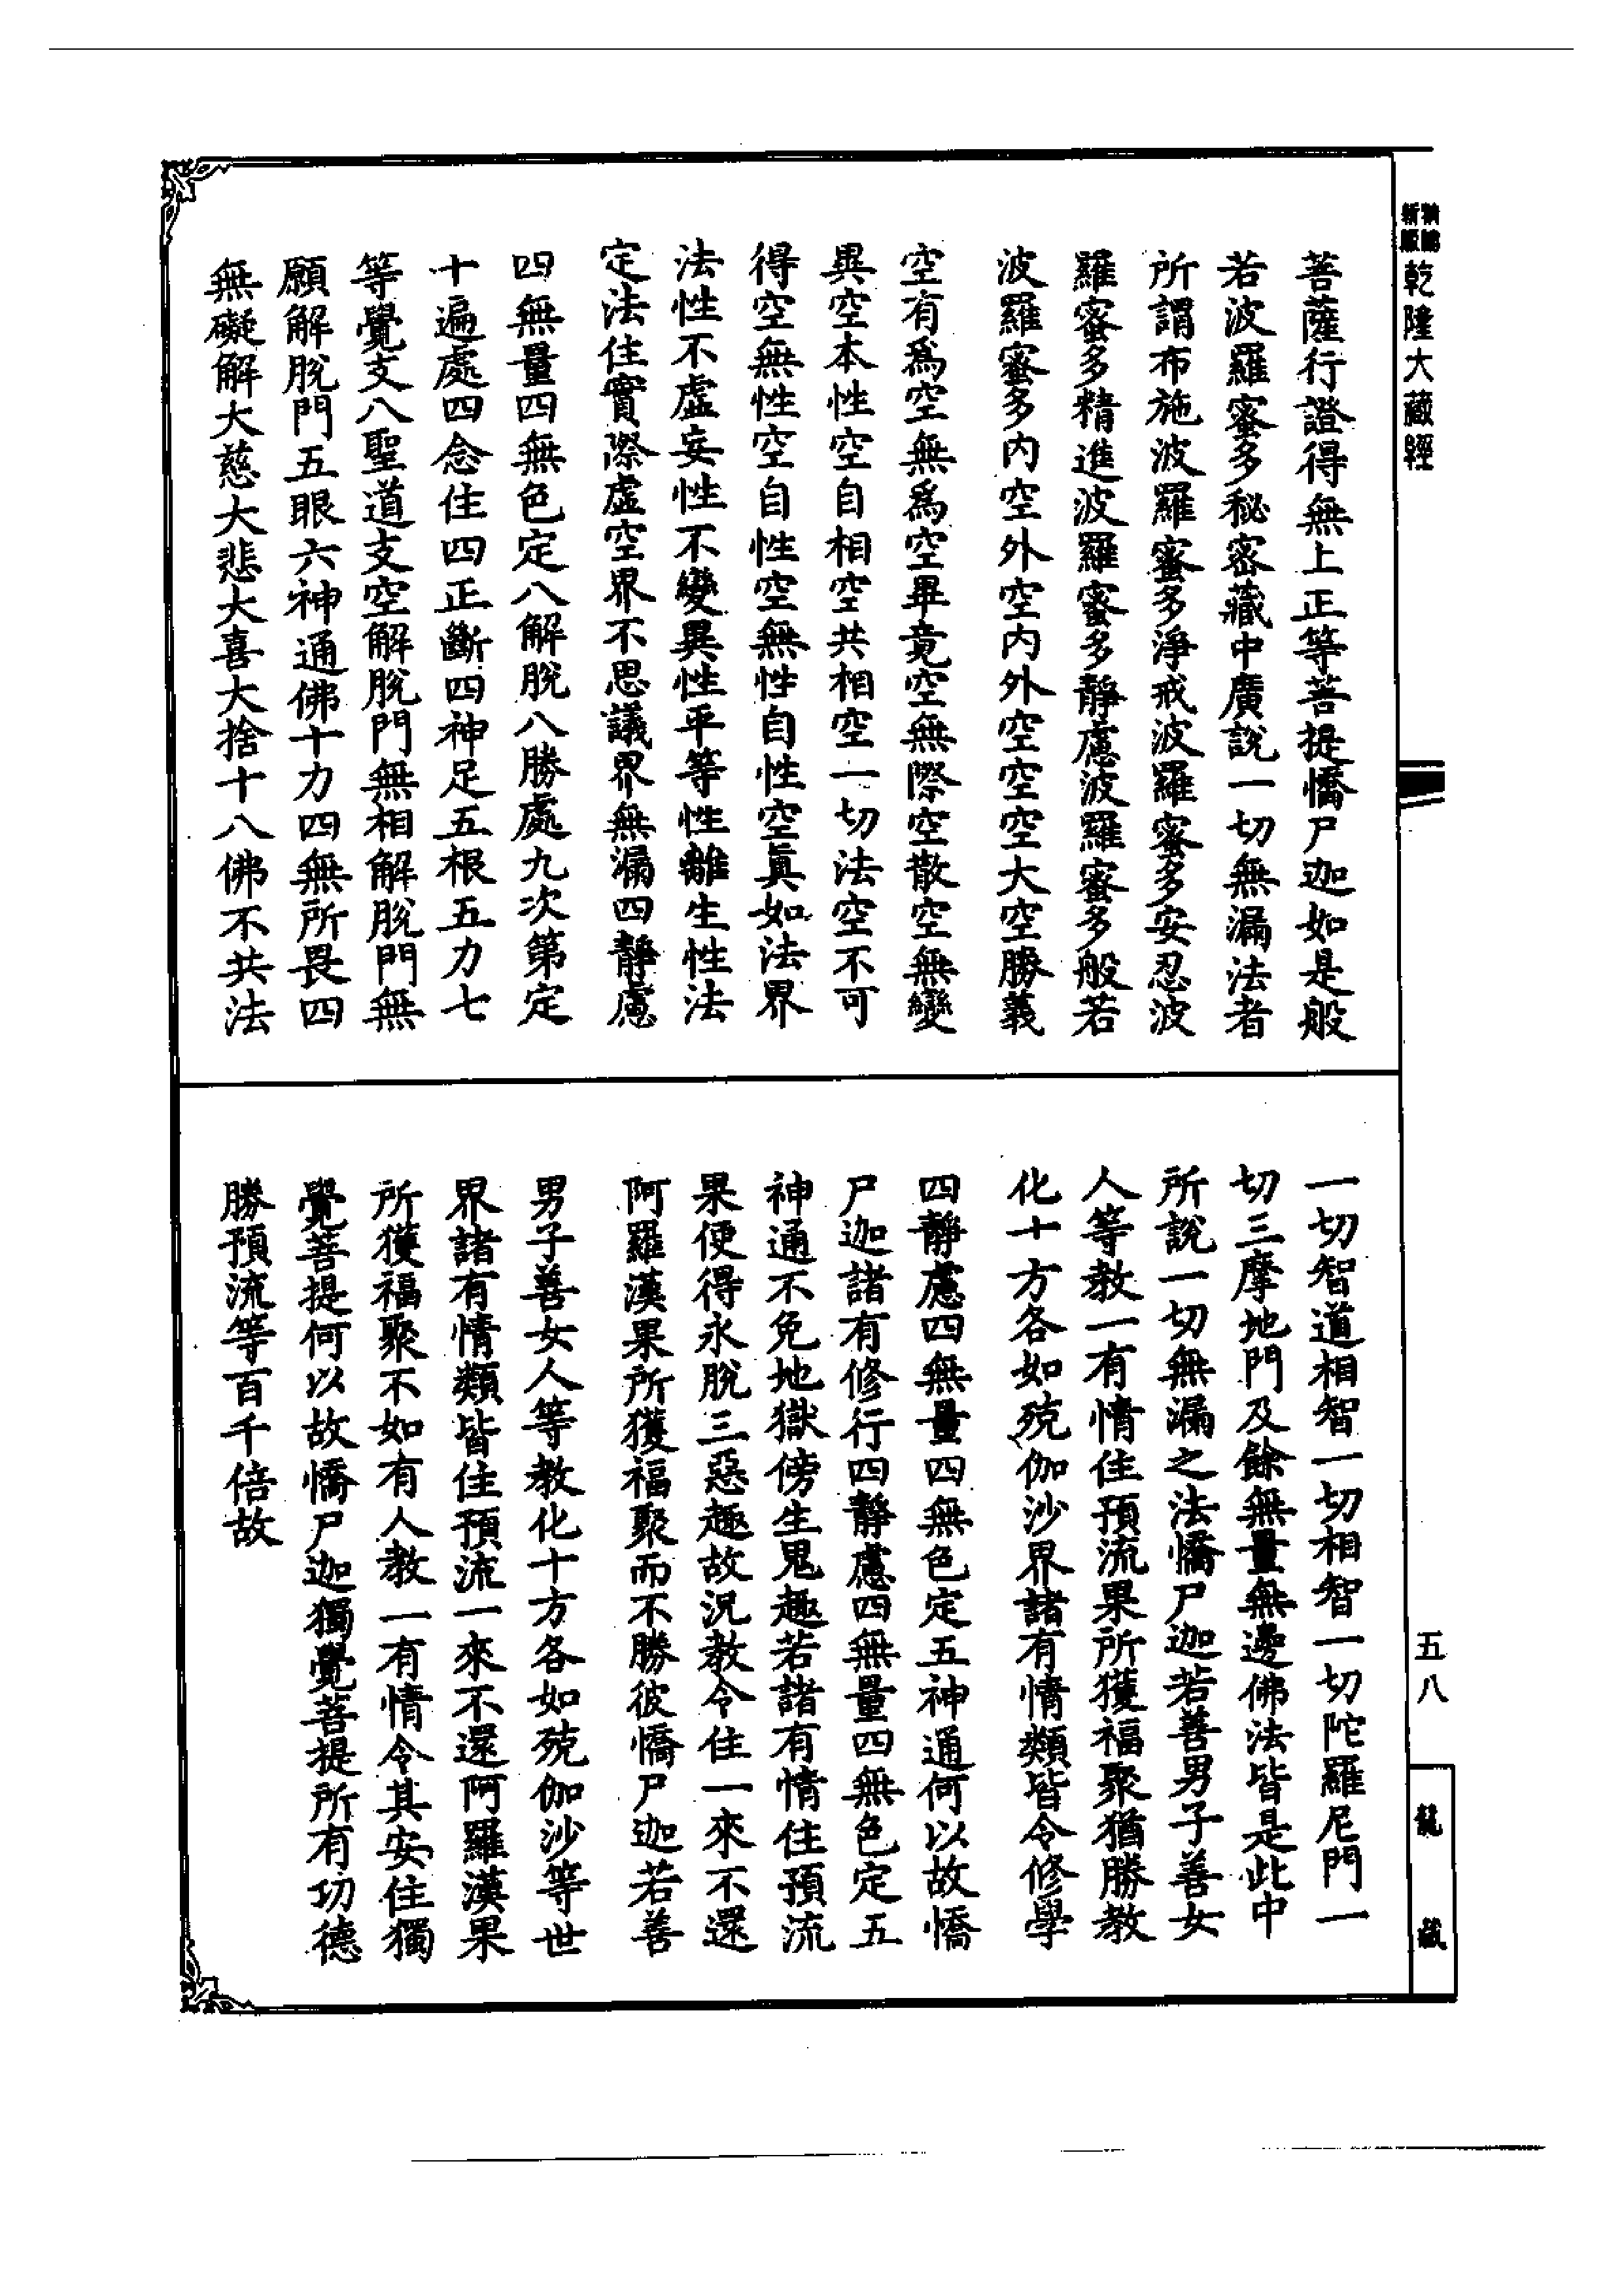 乾隆大藏經
菩薩行證得無上正等菩提憍尸迦如是般
若波羅蜜多秘密藏中廣說一切無漏法者
所謂布施波羅蜜多淨戒波羅蜜多安忍波
羅蜜多精進波羅蜜多靜慮波羅蜜多般若
波羅蜜多內空外空內外空空空大空勝義
空有為空無為空畢竟空無際空散空無變
異空本性空自相空共相空一切法空不可
得空無性空自性空無性自性空真如法界
法性不虛妄性不變異性平等性離生性法
定法住實際虛空界不思議界無漏四靜慮
四無量四無色定八解脫八勝處九次第定
十遍處四念住四正斷四神足五根五力七
等覺支八聖道支空解脫門無相解脫門無
願解脫門五眼六神通佛十力四無所畏四
無礙解大慈大悲大喜大捨十八佛不共法
一切智道相智一切相智一切陀羅尼門一
切三摩地門及餘無量無邊佛法皆是此中
所說一切無漏之法憍尸迦若善男子善女
人等教一有情住預流果所獲福聚猶勝教
化十方各如殑伽沙界諸有情類皆令修學
四靜慮四無量四無色定五神通何以故憍
尸迦諸有修行四靜慮四無量四無色定五
神通不免地獄傍生鬼趣若諸有情住預流
果便得永脫三惡趣故況教令住一來不還
阿羅漢果所獲福聚而不勝彼憍尸迦若善
男子善女人等教化十方各如殑伽沙等世
界諸有情類皆住預流一來不還阿羅漢果
所獲福聚不如有人教一有情令其安住獨
覺菩提何以故憍尸迦獨覺菩提所有功德
勝預流等百千倍故
五八
龍藏